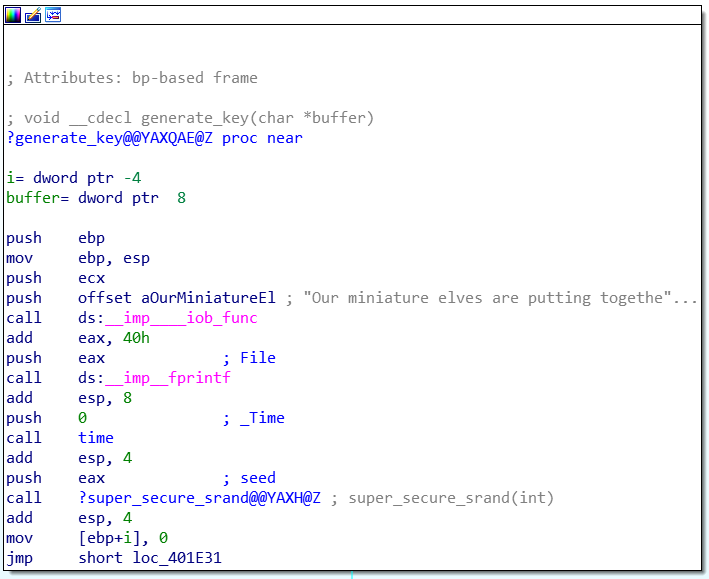 ; Attributes: bp-based frame
; void __cdecl generate_key(char *buffer)
?generate_key@@YAXQAE@Z proc near
i= dword ptr -4
buffer= dword ptr  8
push    ebp
mov     ebp, esp
push    ecx
push    offset aOurMiniatureEl ; "Our miniature elves are putting togethe"...
call    ds:__imp____iob_func
add     eax, 40h
push    eax             ; File
call    ds:__imp__fprintf
add     esp, 8
push    0               ; _Time
call    time
add     esp, 4
push    eax             ; seed
call    ?super_secure_srand@@YAXH@Z ; super_secure_srand(int)
add     esp, 4
mov     [ebp+i], 0
jmp     short loc_401E31